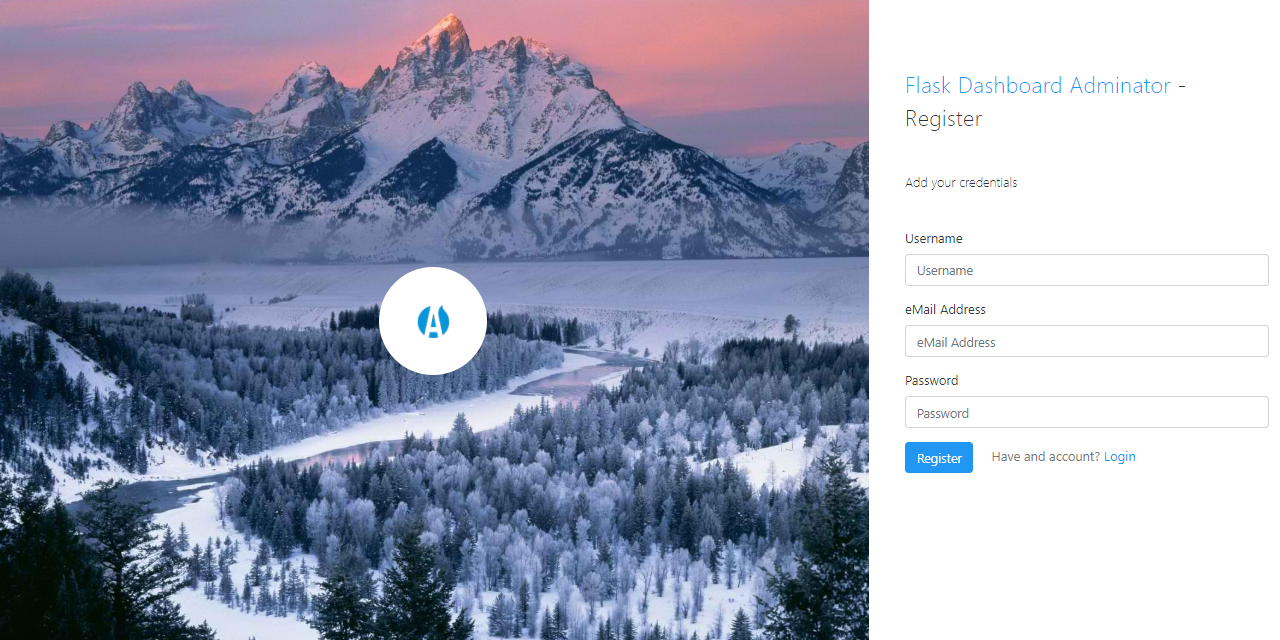 A
Flask Dashboard Adminator -
Register
Add your credentials
Username
Username
eMail Address
eMail Address
Password
Password
Register Have and account? Login